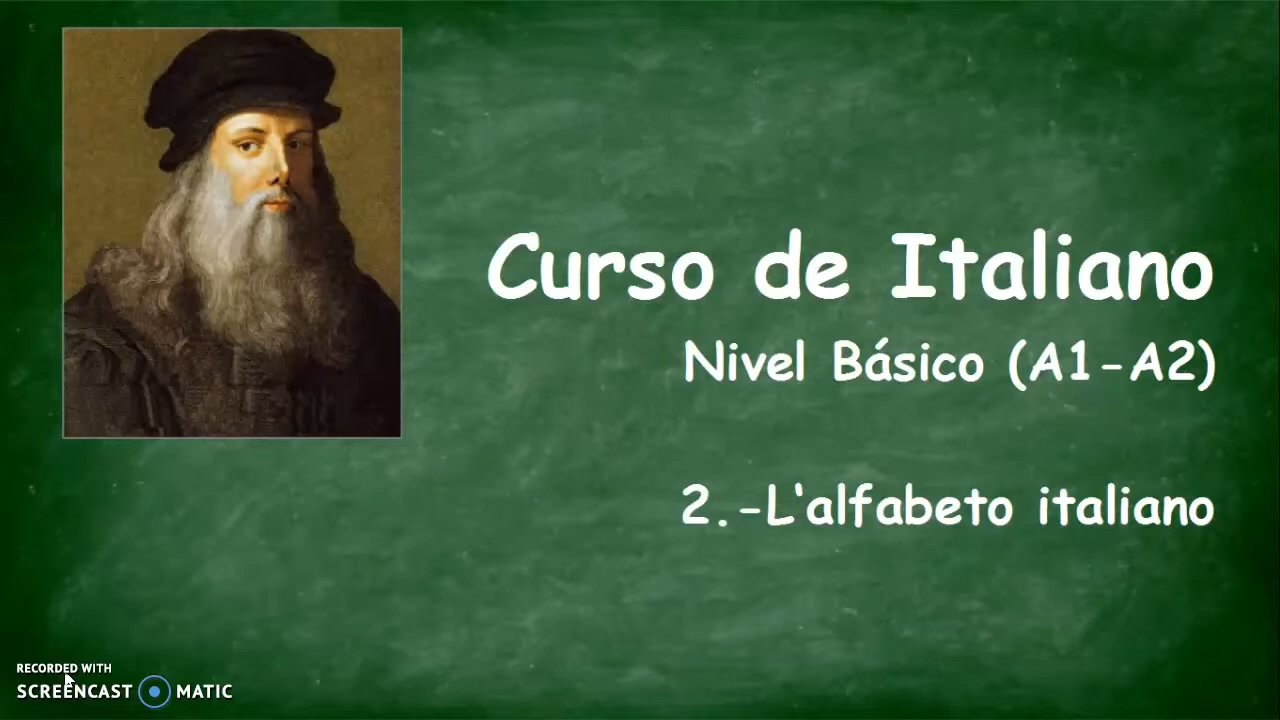 Curso de Italiano
Nivel Básico (A1-A2)
2.-L'alfabeto italiano
RECORDED WITH
SCREENCAST MATIC